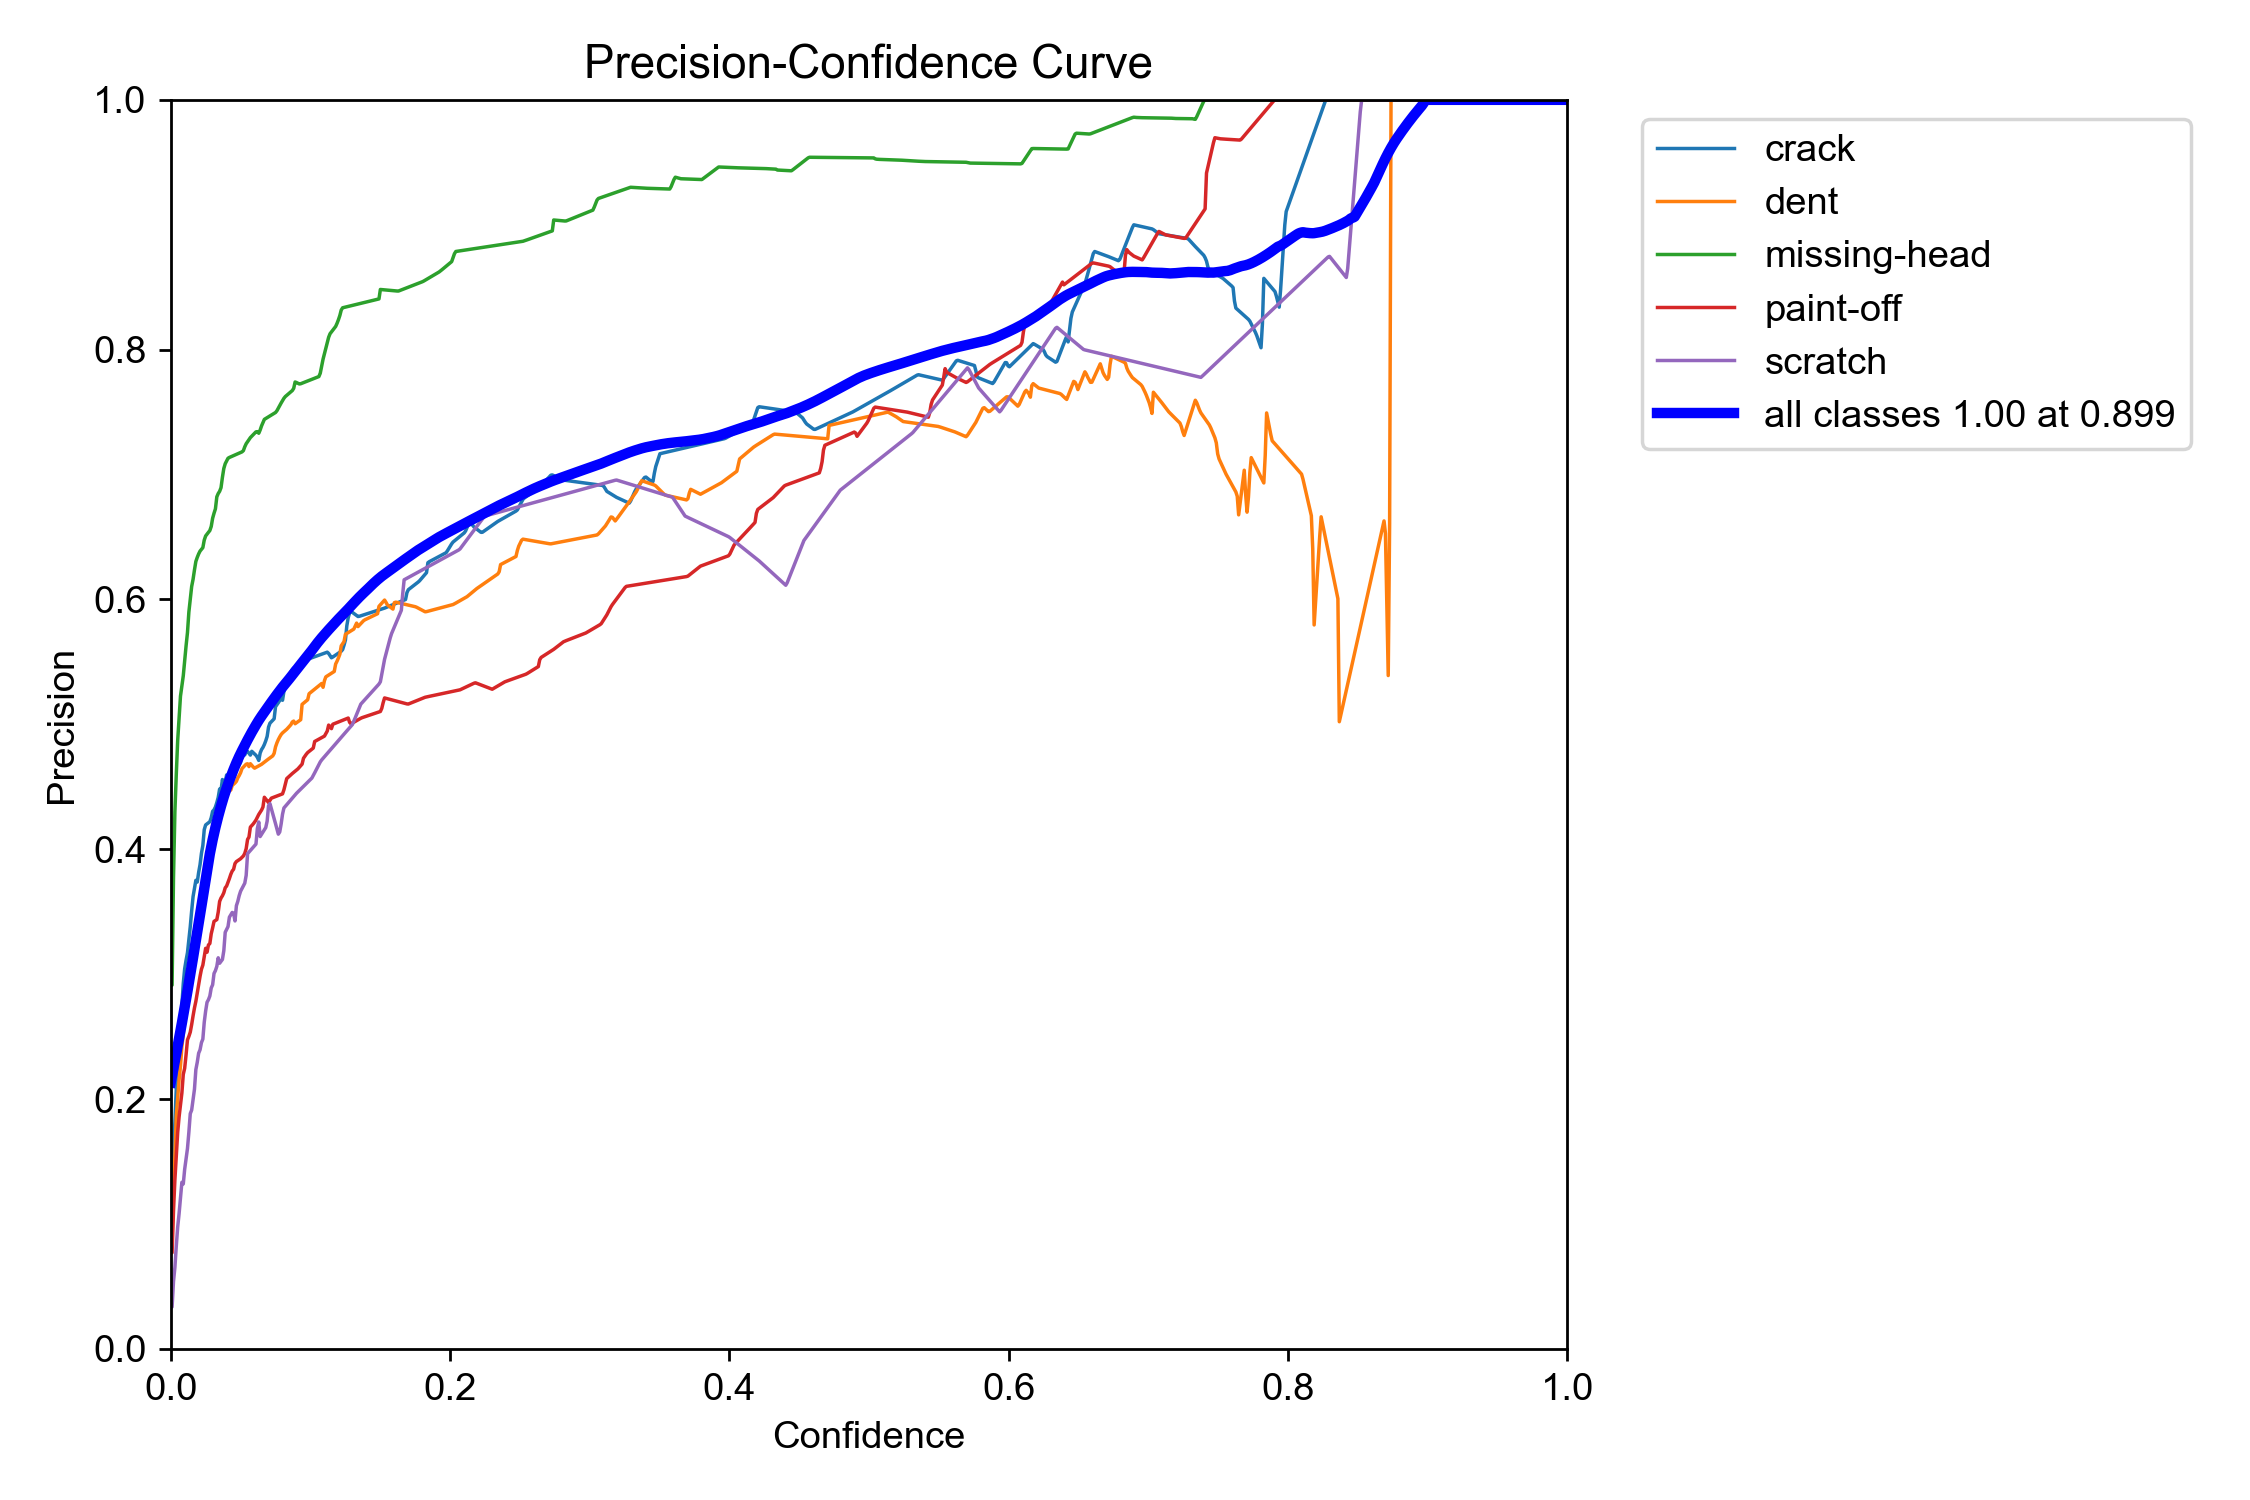 Precision-Confidence Curve
1.0
0.8
0.6
0.4
0.2
0.0
Precision
0.0 0.2 0.4 0.6 0.8 1.0
Confidence
crack
dent
missing-head
paint-off
scratch
all classes 1.00 at 0.899